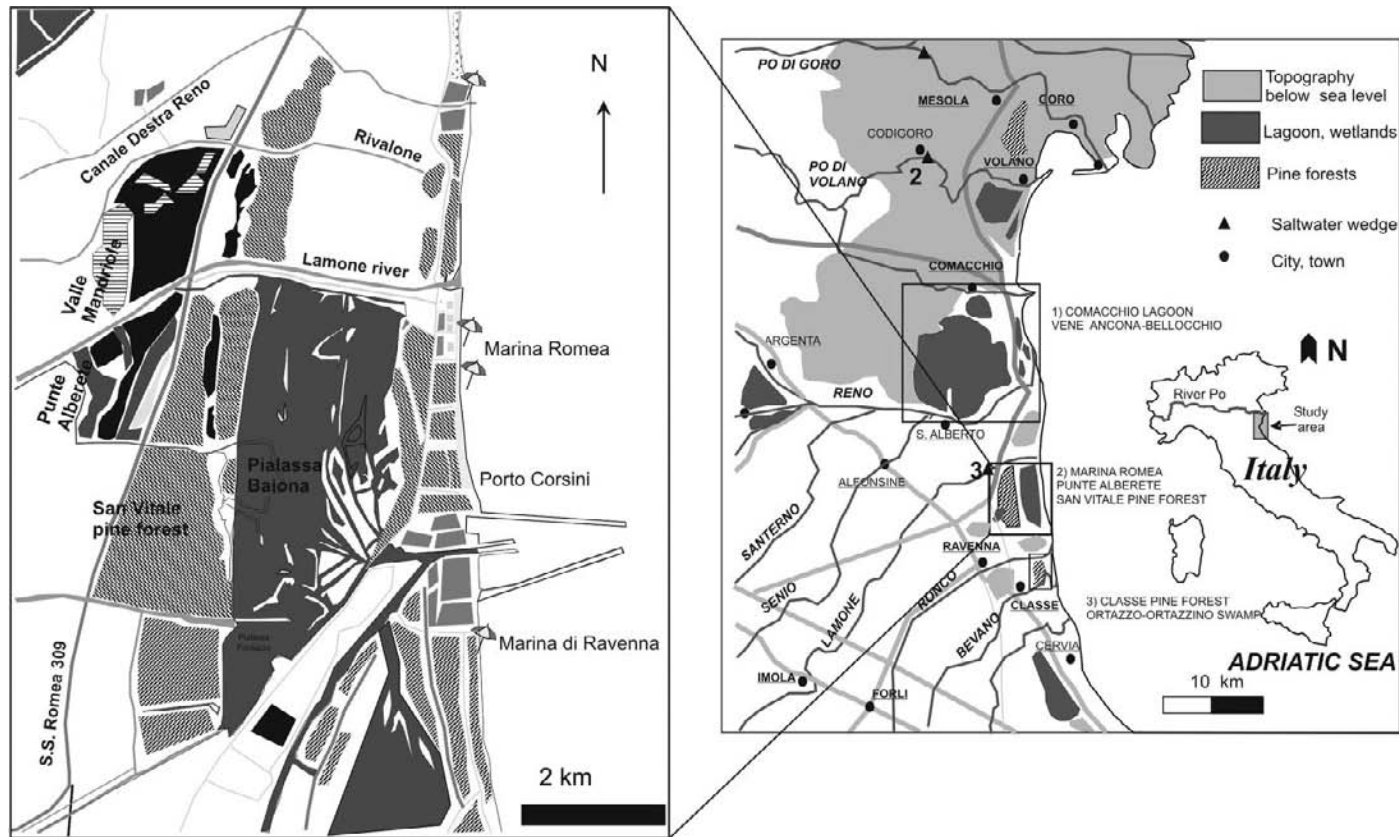 N
Canale Destra Reno
Rivalone
Valle
Mandriole
Lamone river
Punte
Alberete
Marina Romea
Pialassa
Baiona
Porto Corsini
San Vitale
pine forest
Marina di Ravenna
S.S. Romea 309
2 km
PO DI GORO
MESOLA
GORO
CODIGORO
PO DI
VOLANO
2
VOLANO
COMACCHIO
ARGENTA
RENO
S. ALBERTO
ALFONSINE
3
SANTERNO
SENIO
LAMONE
RAVENNA
RONCO
BEVANO
CLASSE
CERVIA
IMOLA
FORLI
Topography
below sea level
Lagoon, wetlands
Pine forests
Saltwater wedge
City, town
1) COMACCHIO LAGOON
VENE ANCONA-BELLOCCHIO
N
River Po
Study
area
Italy
2) MARINA ROMEA
PUNTE ALBERETE
SAN VITALE PINE FOREST
3) CLASSE PINE FOREST
ORTAZZO-ORTAZZINO SWAMP
ADRIATIC SEA
10 km